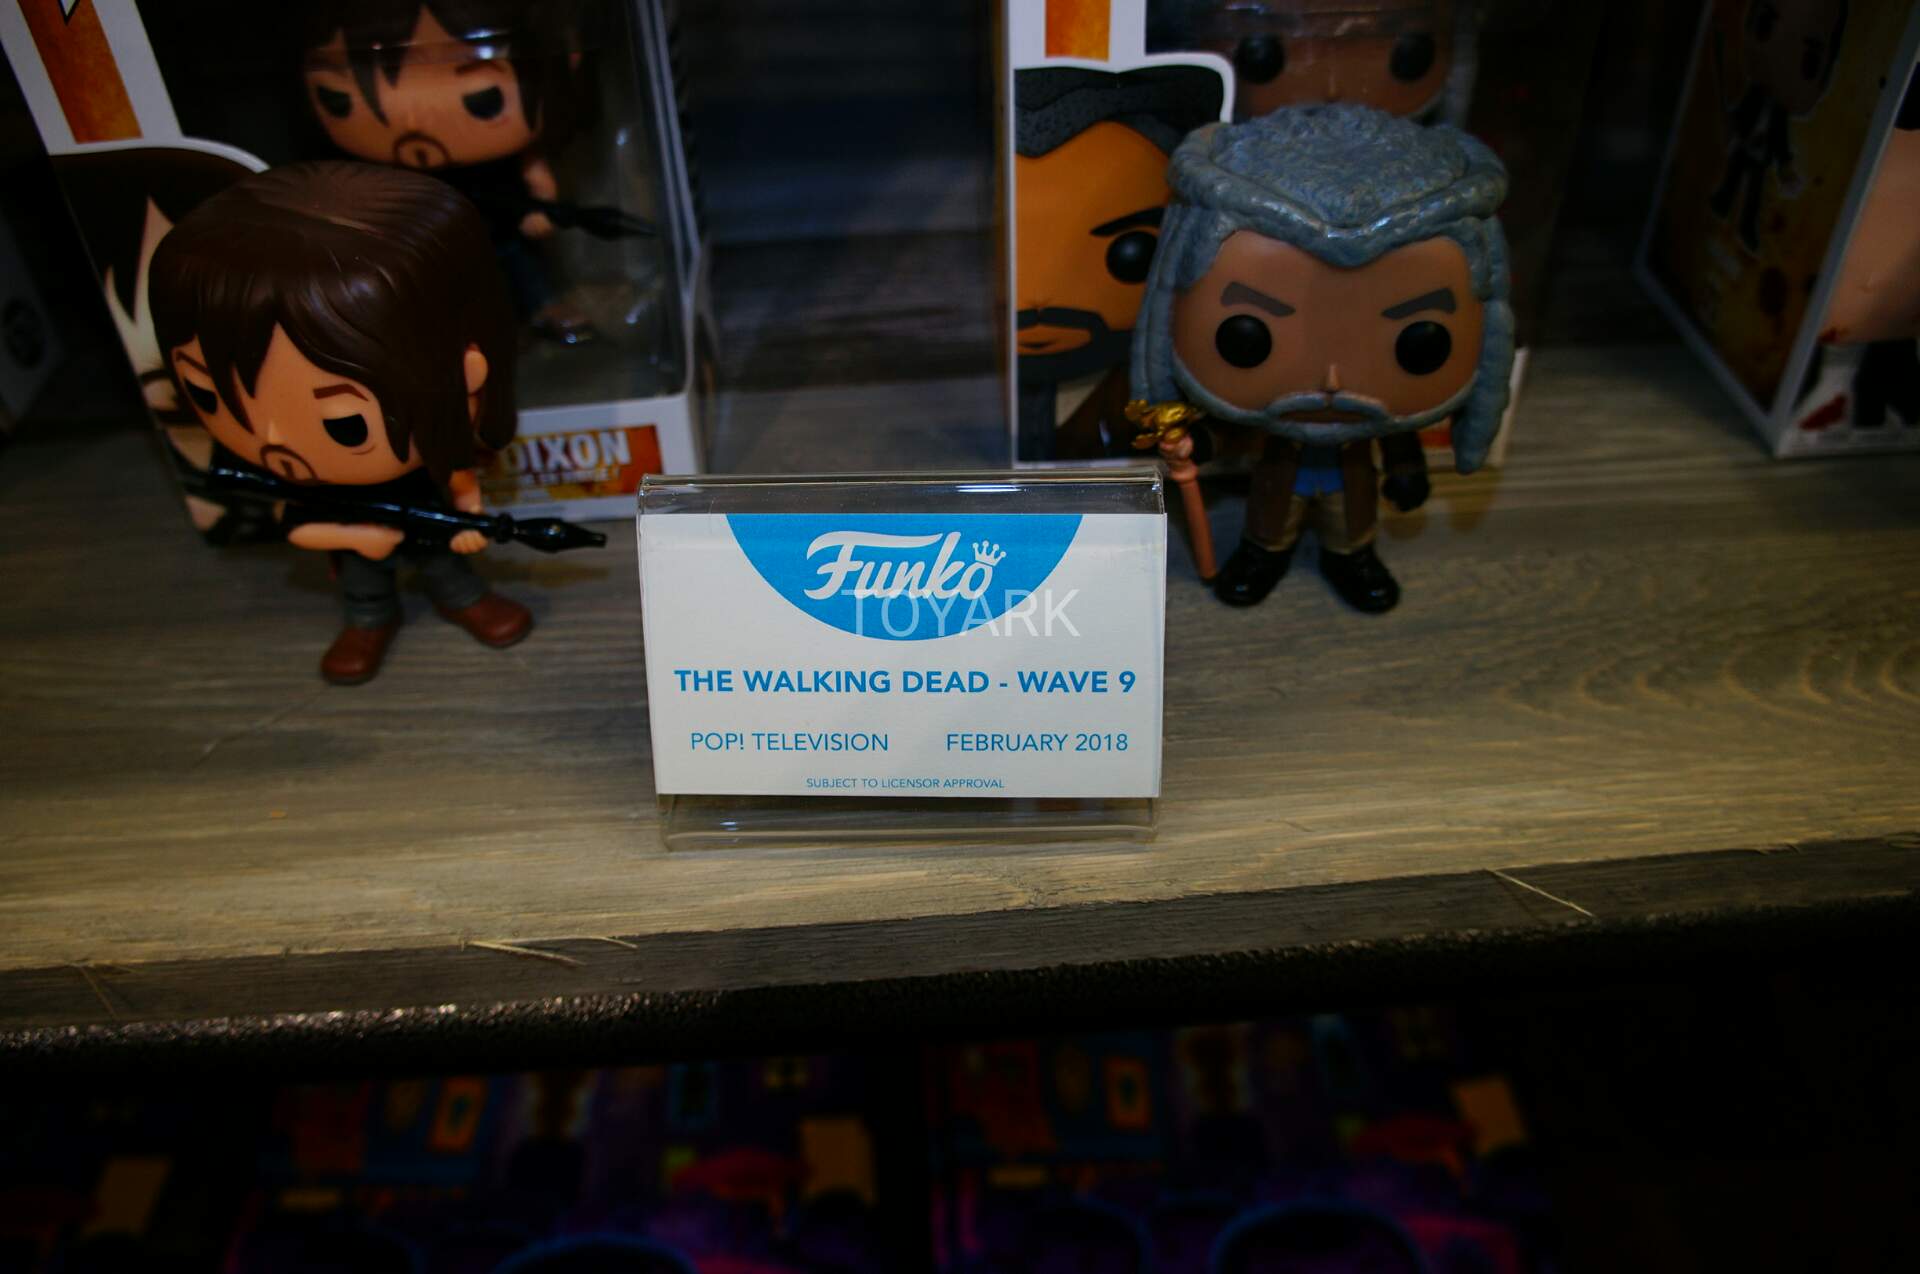 DIXON
Funko
TOYARK
THE WALKING DEAD - WAVE 9
POP! TELEVISION FEBRUARY 2018
SUBJECT TO LICENSOR APPROVAL